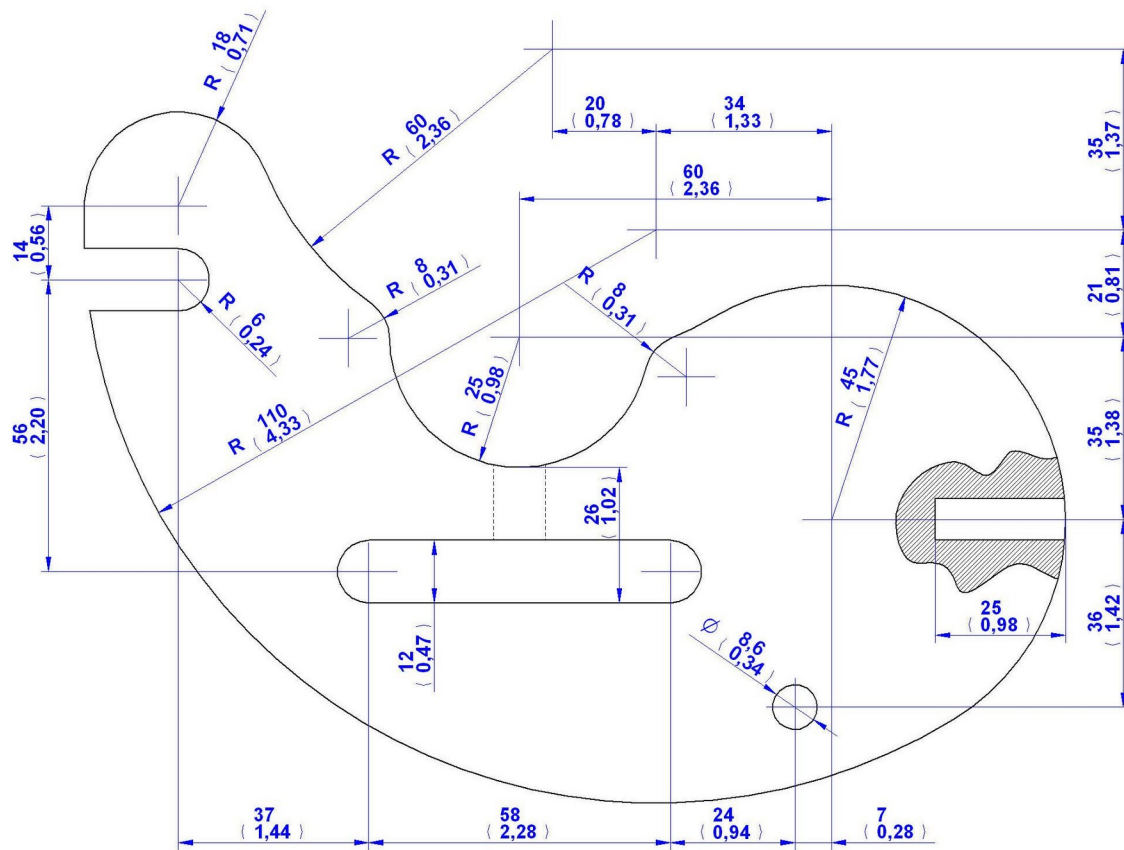 18
R ( 0,71 )
R 60
( 2,36 )
20
( 0,78 )
34
( 1,33 )
35
( 1,37 )
60
( 2,36 )
14
( 0,56 )
R 8
( 0,31 )
R 8
( 0,31 )
21
( 0,81 )
R 6
( 0,24 )
R 25
( 0,98 )
R 45
( 1,77 )
R 110
( 4,33 )
56
( 2,20 )
35
( 1,38 )
26
( 1,02 )
25
( 0,98 )
36
( 1,42 )
12
( 0,47 )
Ø 8,6
( 0,34 )
37
( 1,44 )
58
( 2,28 )
24
( 0,94 )
7
( 0,28 )